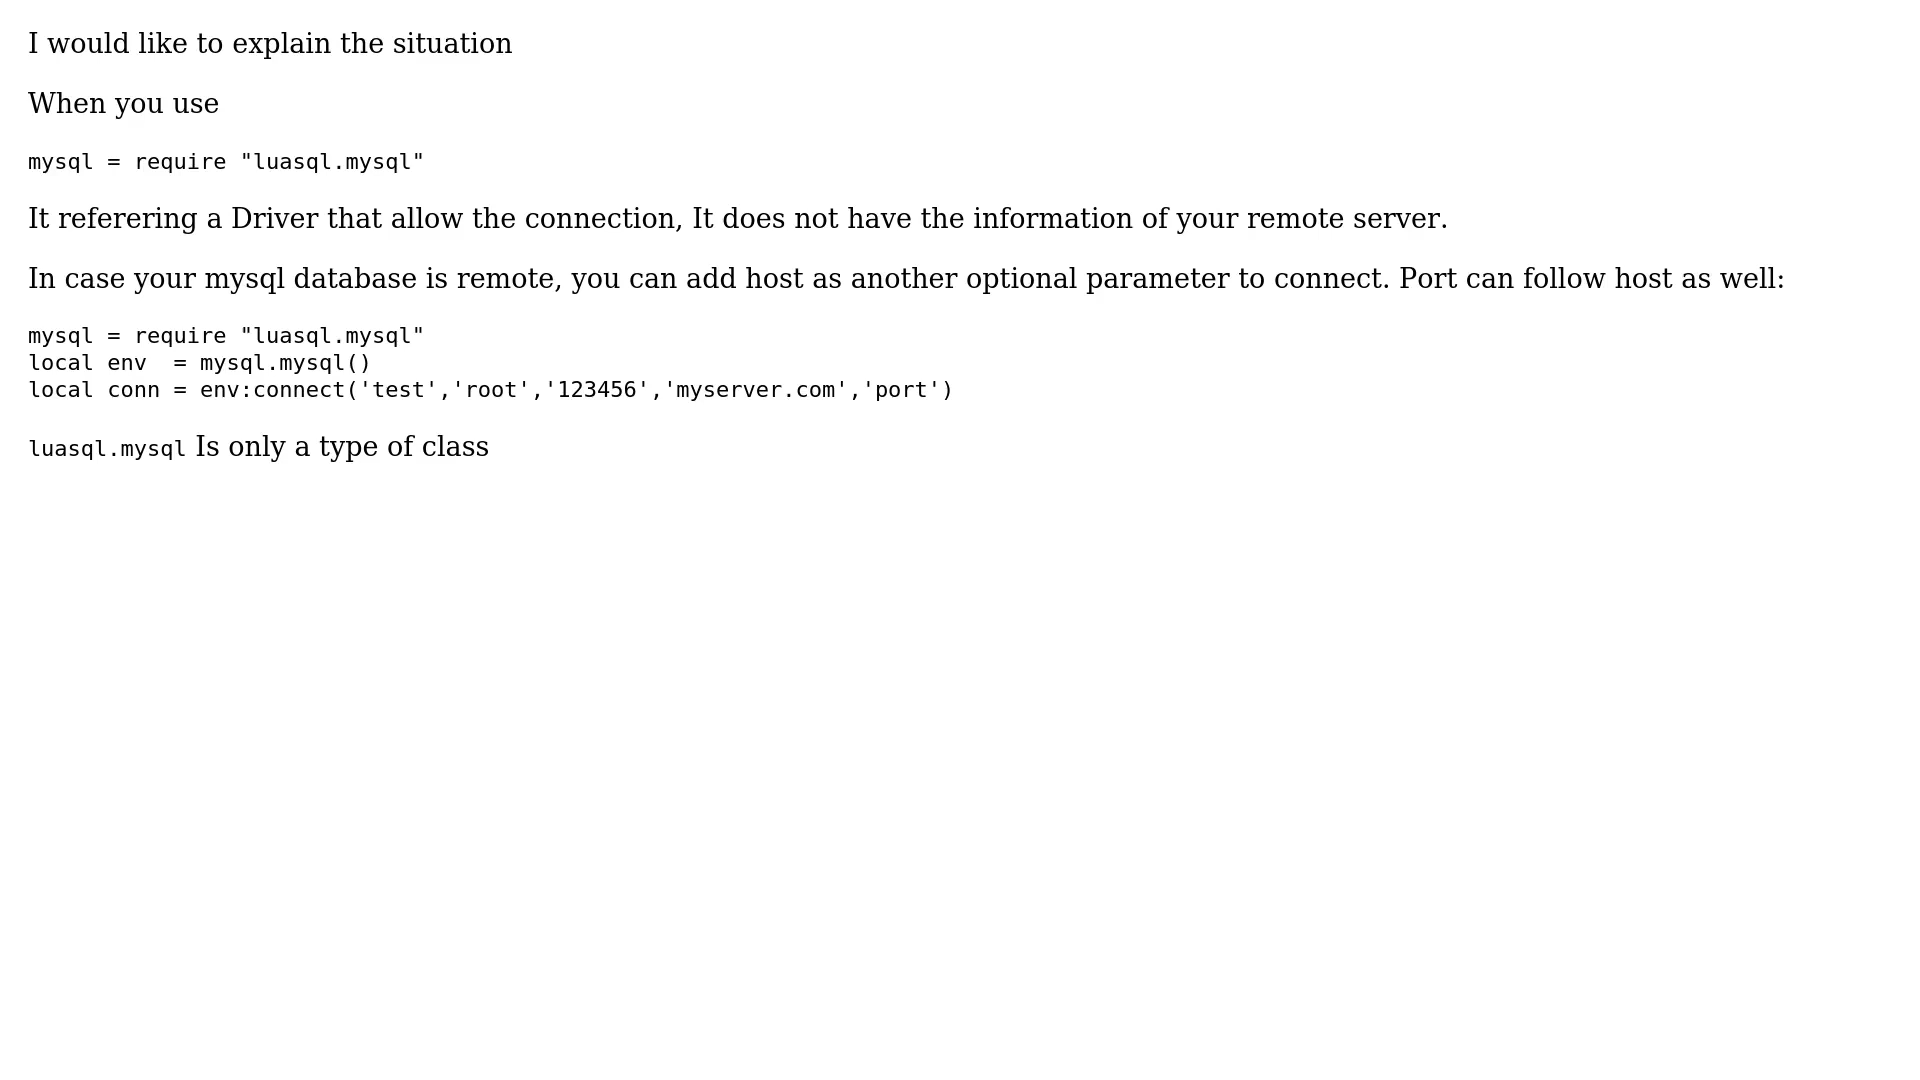 I would like to explain the situation
When you use
mysql = require "luasql.mysql"
It referering a Driver that allow the connection, It does not have the information of your remote server.
In case your mysql database is remote, you can add host as another optional parameter to connect. Port can follow host as well:
mysql = require "luasql.mysql"
local env  = mysql.mysql()
local conn = env:connect('test','root','123456','myserver.com','port')
luasql.mysql Is only a type of class